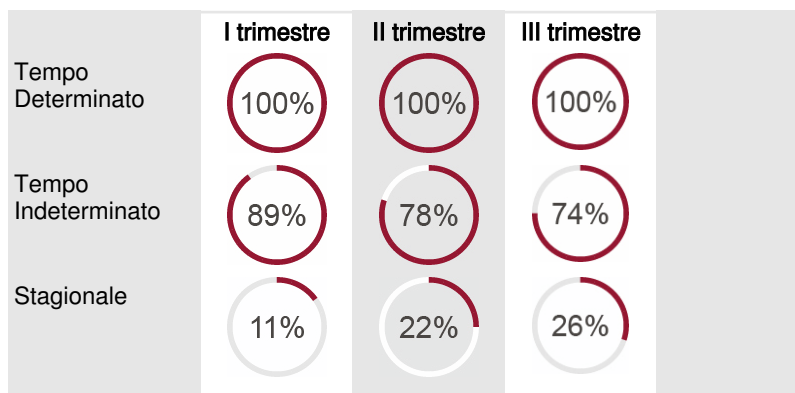 I trimestre II trimestre III trimestre
Tempo
Determinato
100% 100% 100%
Tempo
Indeterminato
89% 78% 74%
Stagionale
11% 22% 26%